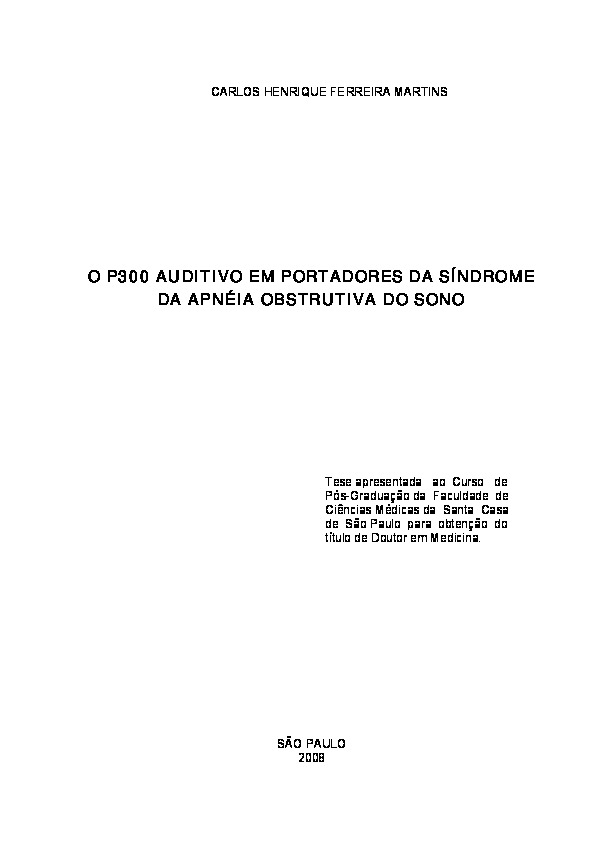 CARLOS HENRIQUE FERREIRA MARTINS
O P300 AUDITIVO EM PORTADORES DA SÍNDROME
DA APNÉIA OBSTRUTIVA DO SONO
Tese apresentada ao Curso de
Pós-Graduação da Faculdade de
Ciências Médicas da Santa Casa
de São Paulo para obtenção do
título de Doutor em Medicina.
SÃO PAULO
2008